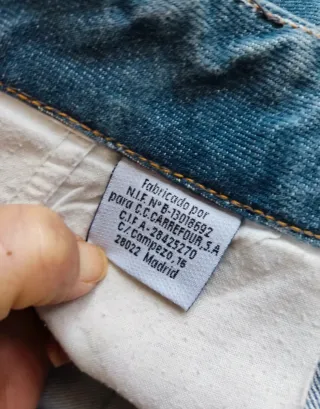 Fabricado por
N.I.F. Nº B-13018692
para C.C.CARREFOUR,S.A
C.I.F A-28425270
C/.Campezo,16
28022 Madrid